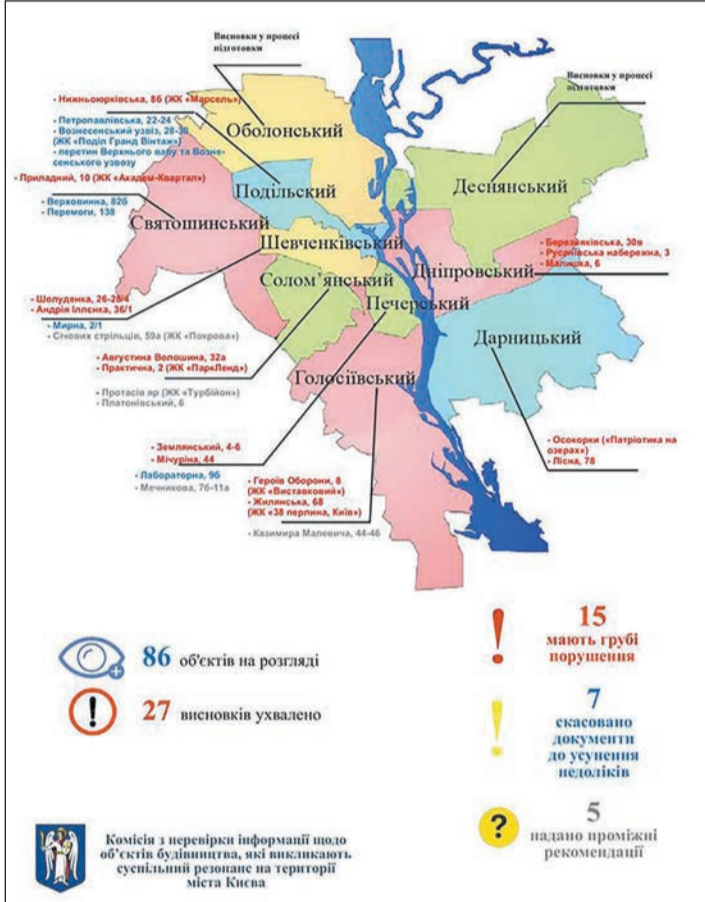 Висновки у процесі
підготовки
Висновки у процесі
підготовки
- Нижньоюрківська, 8б (ЖК «Марсель»)
- Петропавлівська, 22-24
- Вознесенський узвіз, 28-30
(ЖК «Поділ Гранд Вінтаж»)
- перетин Верхнього валу та Возне-
сенського узвозу
Оболонський
Деснянський
- Приладний, 10 (ЖК «Академ-Квартал»)
- Верховинна, 82б
- Перемоги, 138
Подільский
Святошинський
Шевченківський
- Березняківська, 30в
- Русанівська набережна, 3
- Малишка, 6
Дніпровський
Солом’янський
Печерський
- Шолуденка, 26-28/4
- Андрія Іллєнка, 36/1
- Мирна, 2/1
- Січових стрільців, 59а (ЖК «Покрова»)
Дарницький
- Августина Волошина, 32а
- Практична, 2 (ЖК «ПаркЛенд»)
Голосіївський
- Протасів яр (ЖК «Турбійон»)
- Платонівський, 6
- Землянський, 4-6
- Мічуріна, 44
- Лабораторна, 9б
- Мечникова, 7б-11а
- Осокорки («Патріотика на
озерах»)
- Лісна, 78
- Героїв Оборони, 8
(ЖК «Виставковий»)
- Жилянська, 68
(ЖК «38 перлина, Київ»)
- Казимира Малевича, 44-46
86 об'єктів на розгляді
27 висновків ухвалено
15
мають грубі
порушення
7
скасовано
документи
до усунення
недоліків
5
надано проміжні
рекомендації
Комісія з перевірки інформації щодо
об’єктів будівництва, які викликають
суспільний резонанс на території
міста Києва